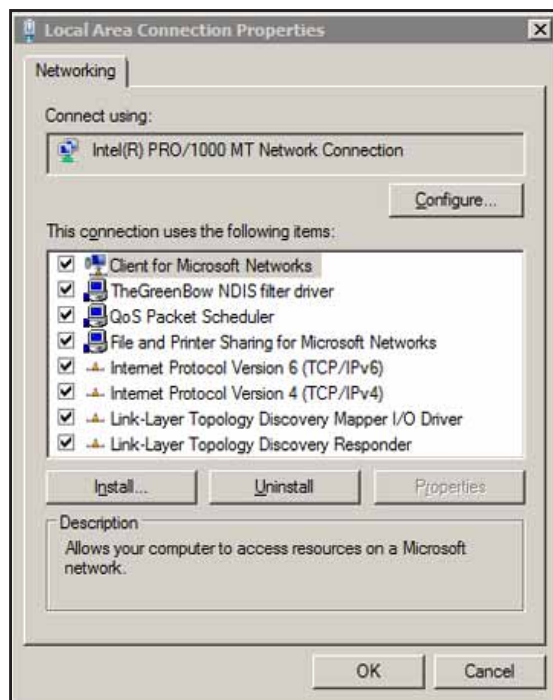 Local Area Connection Properties
Networking
Connect using:
Intel(R) PRO/1000 MT Network Connection
Configure...
This connection uses the following items:
Client for Microsoft Networks
TheGreenBow NDIS filter driver
QoS Packet Scheduler
File and Printer Sharing for Microsoft Networks
Internet Protocol Version 6 (TCP/IPv6)
Internet Protocol Version 4 (TCP/IPv4)
Link-Layer Topology Discovery Mapper I/O Driver
Link-Layer Topology Discovery Responder
Install... Uninstall Properties
Description
Allows your computer to access resources on a Microsoft
network.
OK Cancel